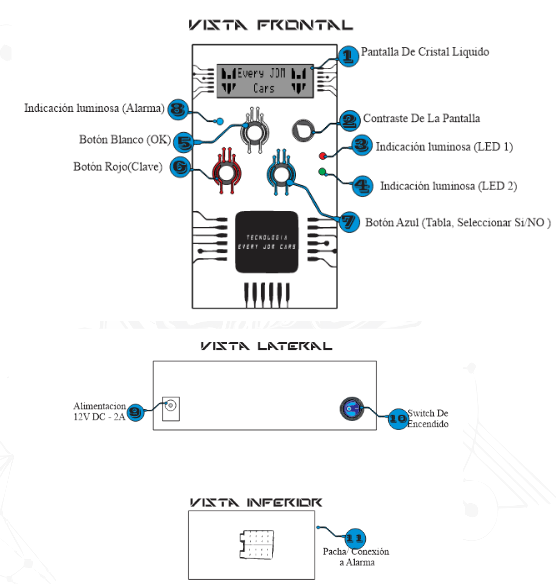 VISTA FRONTAL
1 Pantalla De Cristal Liquido
Every JDM
Cars
8 Indicación luminosa (Alarma)
2 Contraste De La Pantalla
5 Botón Blanco (OK)
3 Indicación luminosa (LED 1)
6 Botón Rojo(Clave)
4 Indicación luminosa (LED 2)
7 Botón Azul (Tabla, Seleccionar Si/NO )
TECNOLOGIA
EVERY JDM CARS
VISTA LATERAL
Alimentacion
12V DC - 2A
9
10
Switch De
Encendido
VISTA INFERIOR
11
Pacha/ Conexión
a Alarma